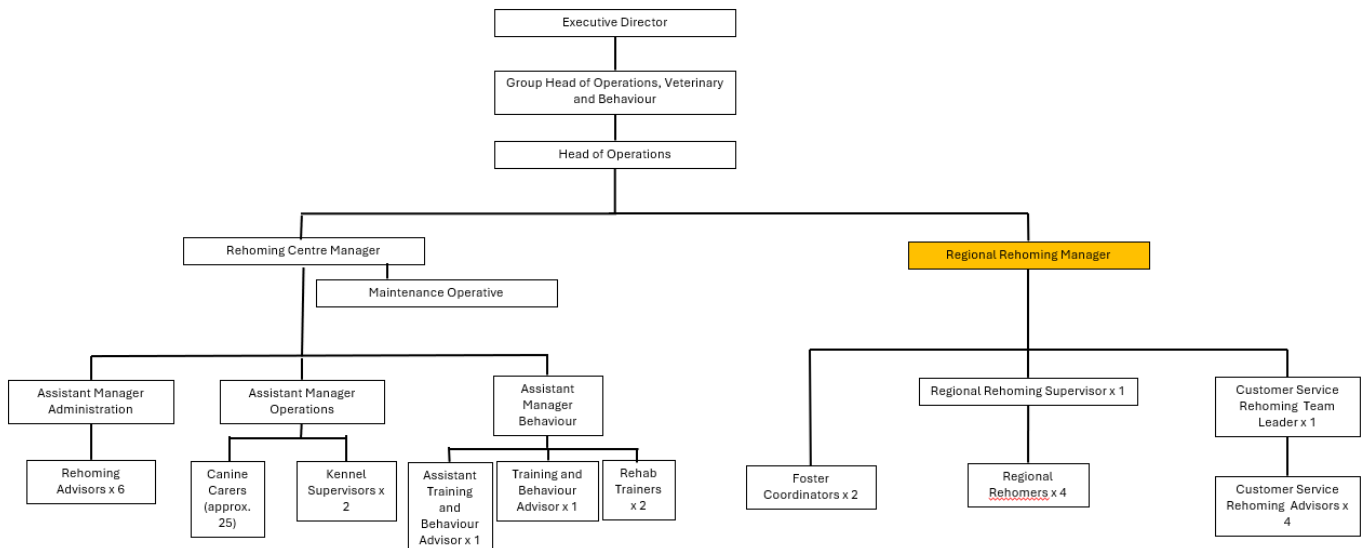 Executive Director
Group Head of Operations, Veterinary
and Behaviour
Head of Operations
Rehoming Centre Manager
Regional Rehoming Manager
Maintenance Operative
Assistant Manager
Administration
Assistant Manager
Operations
Assistant
Manager
Behaviour
Regional Rehoming Supervisor x 1
Customer Service
Rehoming Team
Leader x 1
Rehoming
Advisors x 6
Canine
Carers
(approx.
25)
Kennel
Supervisors x
2
Assistant
Training
and
Behaviour
Advisor x 1
Training and
Behaviour
Advisor x 1
Rehab
Trainers
x 2
Foster
Coordinators x 2
Regional
Rehomers x 4
Customer Service
Rehoming Advisors x
4